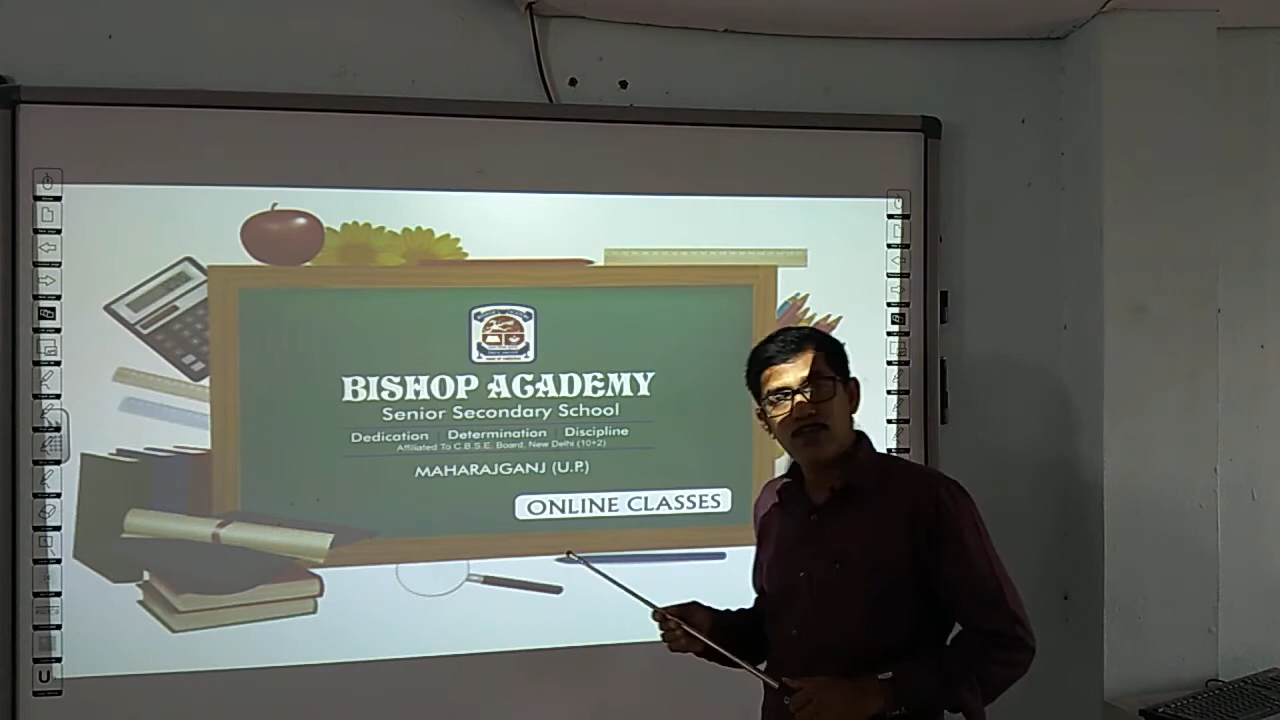 BISHOP ACADEMY
Senior Secondary School
Dedication Determination Discipline
Affiliated To C.B.S.E. Board, New Delhi (10+2)
MAHARAJGANJ (U.P.)
ONLINE CLASSES